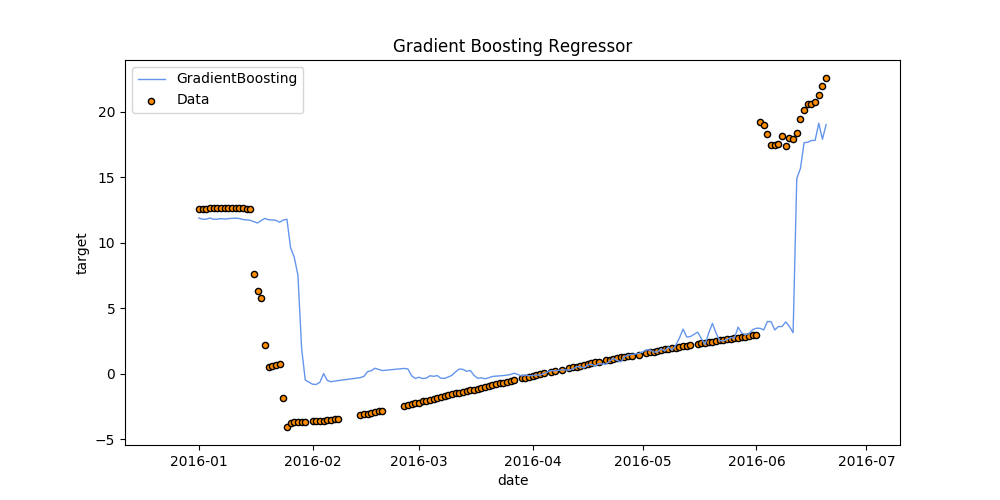 Gradient Boosting Regressor
GradientBoosting
Data
20
15
10
5
0
−5
target
2016-01 2016-02 2016-03 2016-04 2016-05 2016-06 2016-07
date